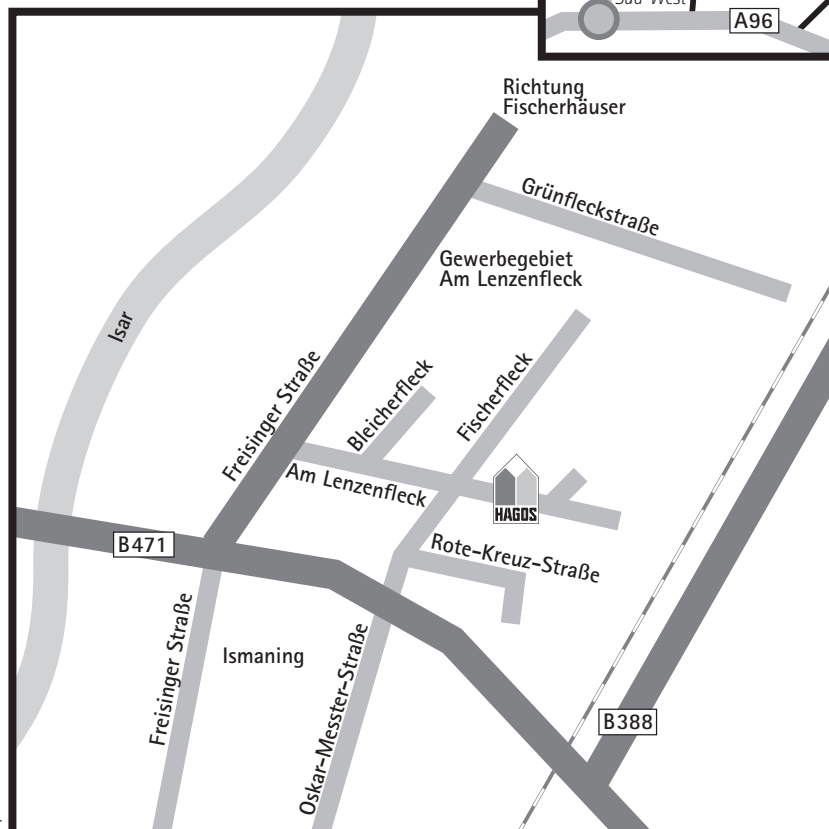 Süd-West
A96
Richtung
Fischerhäuser
Grünfleckstraße
Gewerbegebiet
Am Lenzenfleck
Isar
Freisinger Straße
Bleicherfleck
Fischerfleck
Am Lenzenfleck
HAGOS
B471
Rote-Kreuz-Straße
Freisinger Straße
Ismaning
Oskar-Messter-Straße
B388